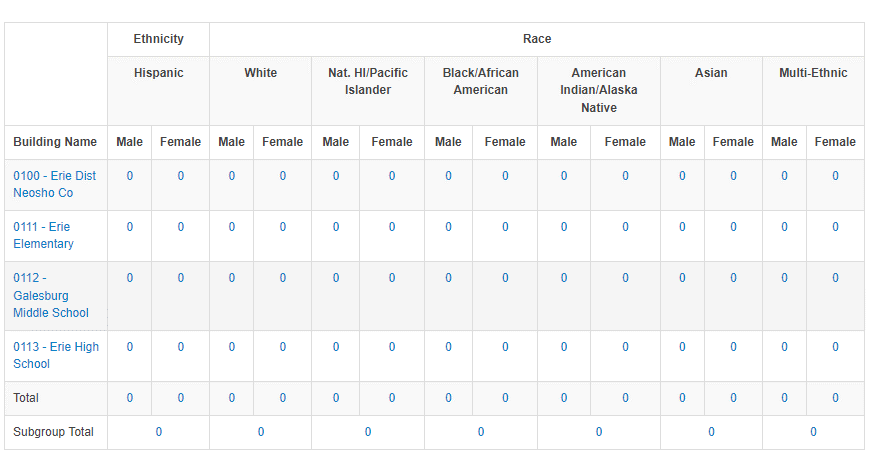 Ethnicity Race
Hispanic White Nat. HI/Pacific Islander Black/African American American Indian/Alaska Native Asian Multi-Ethnic
Building Name Male Female Male Female Male Female Male Female Male Female Male Female Male Female
0100 - Erie Dist Neosho Co 0 0 0 0 0 0 0 0 0 0 0 0 0 0
0111 - Erie Elementary 0 0 0 0 0 0 0 0 0 0 0 0 0 0
0112 - Galesburg Middle School 0 0 0 0 0 0 0 0 0 0 0 0 0 0
0113 - Erie High School 0 0 0 0 0 0 0 0 0 0 0 0 0 0
Total 0 0 0 0 0 0 0 0 0 0 0 0 0 0
Subgroup Total 0 0 0 0 0 0 0